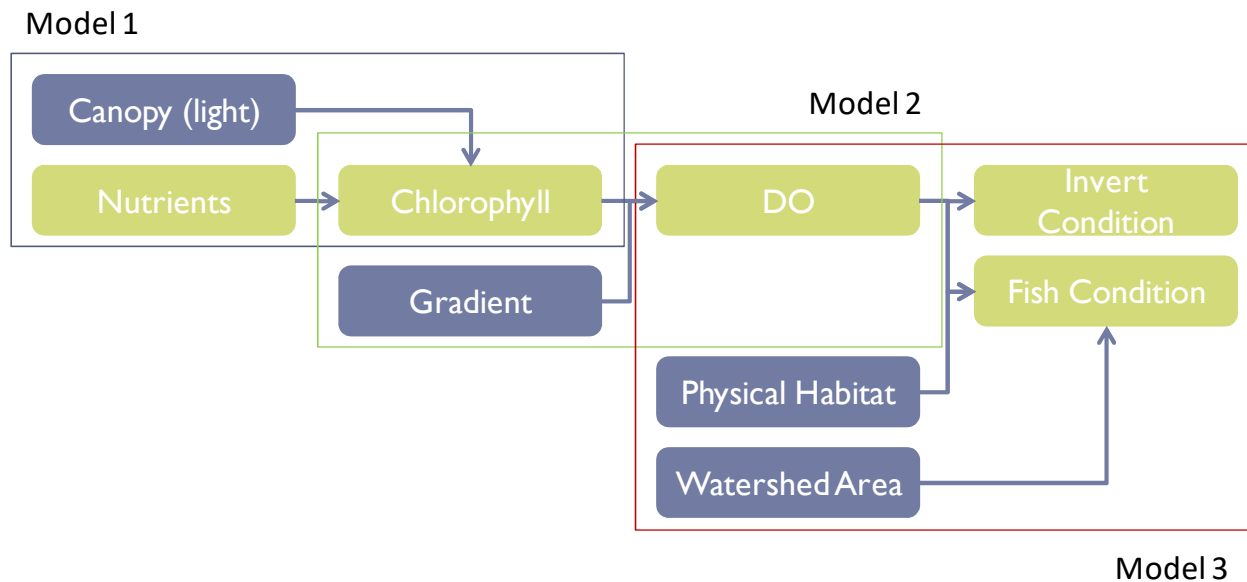 Model 1
Canopy (light)
Model 2
Nutrients
Chlorophyll
DO
Invert
Condition
Gradient
Fish Condition
Physical Habitat
Watershed Area
Model 3